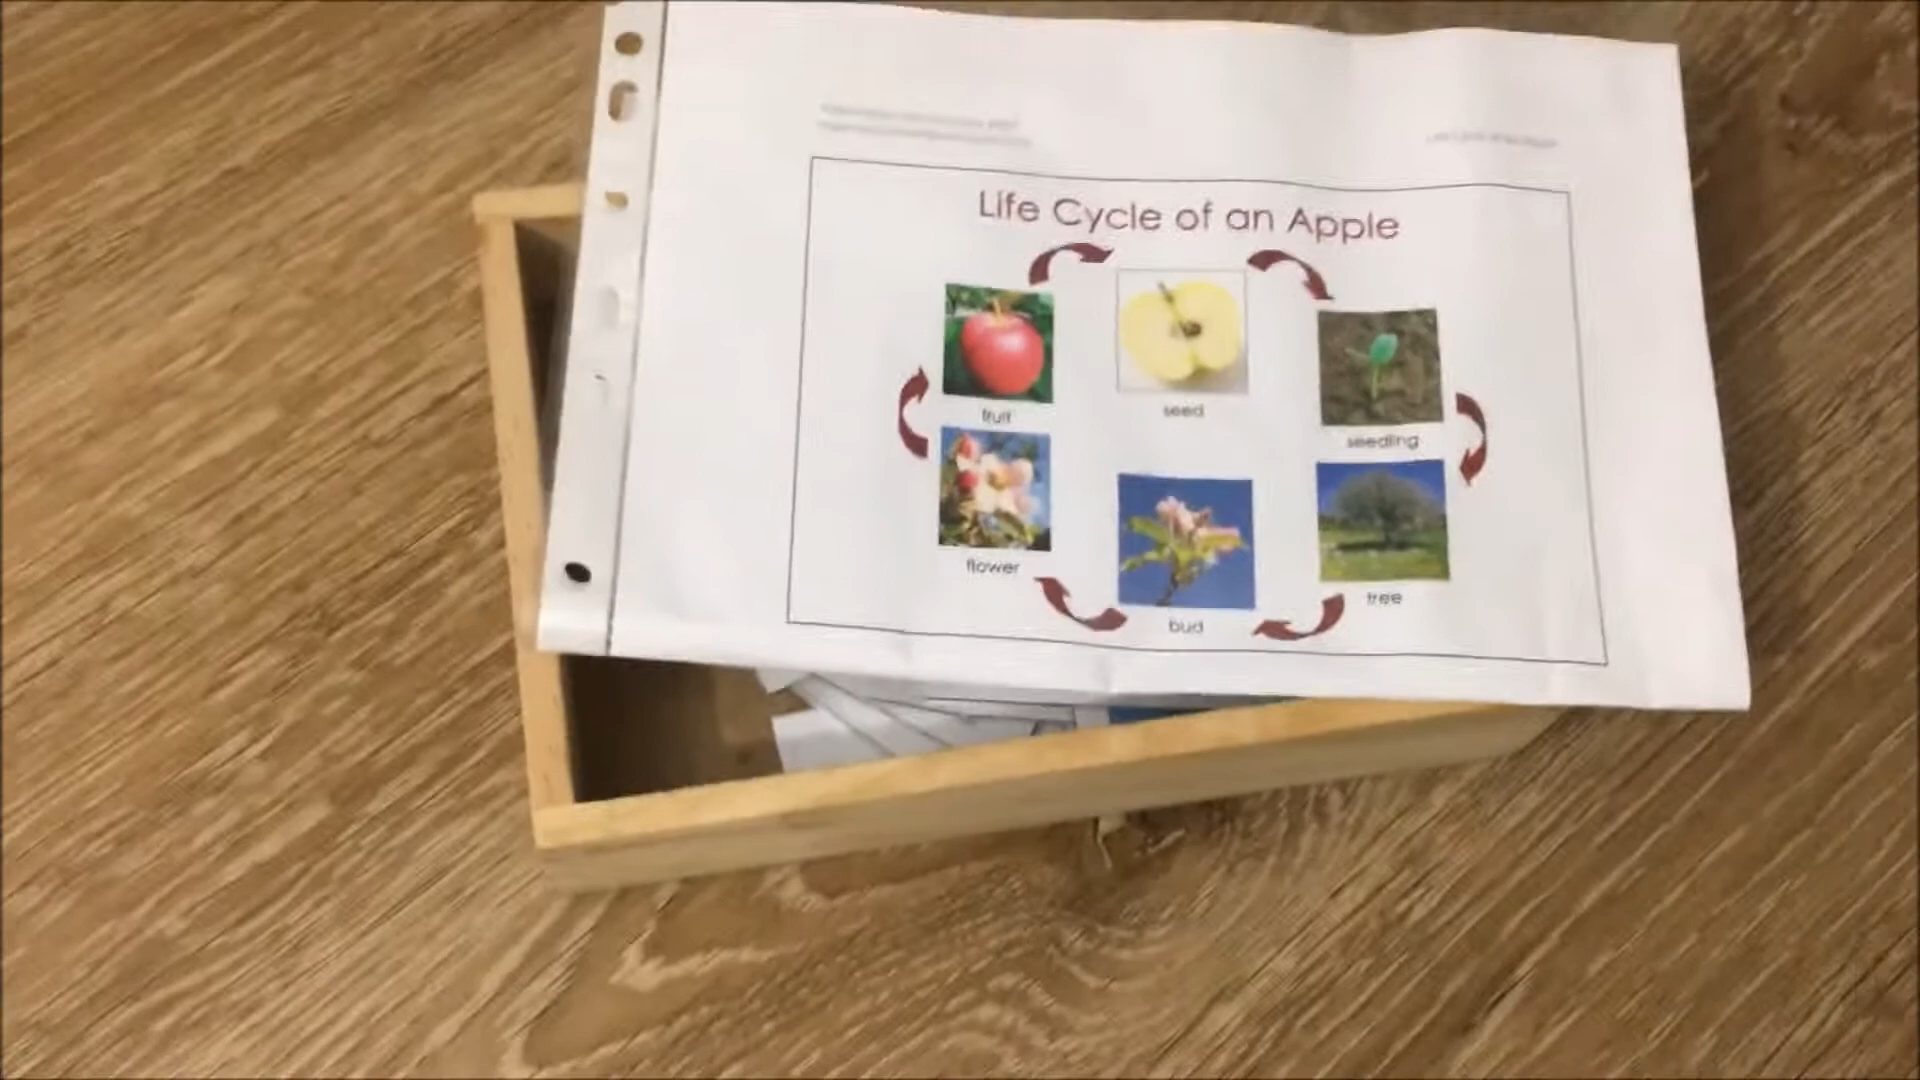 Life Cycle of an Apple
fruit
seed
seedling
flower
bud
tree